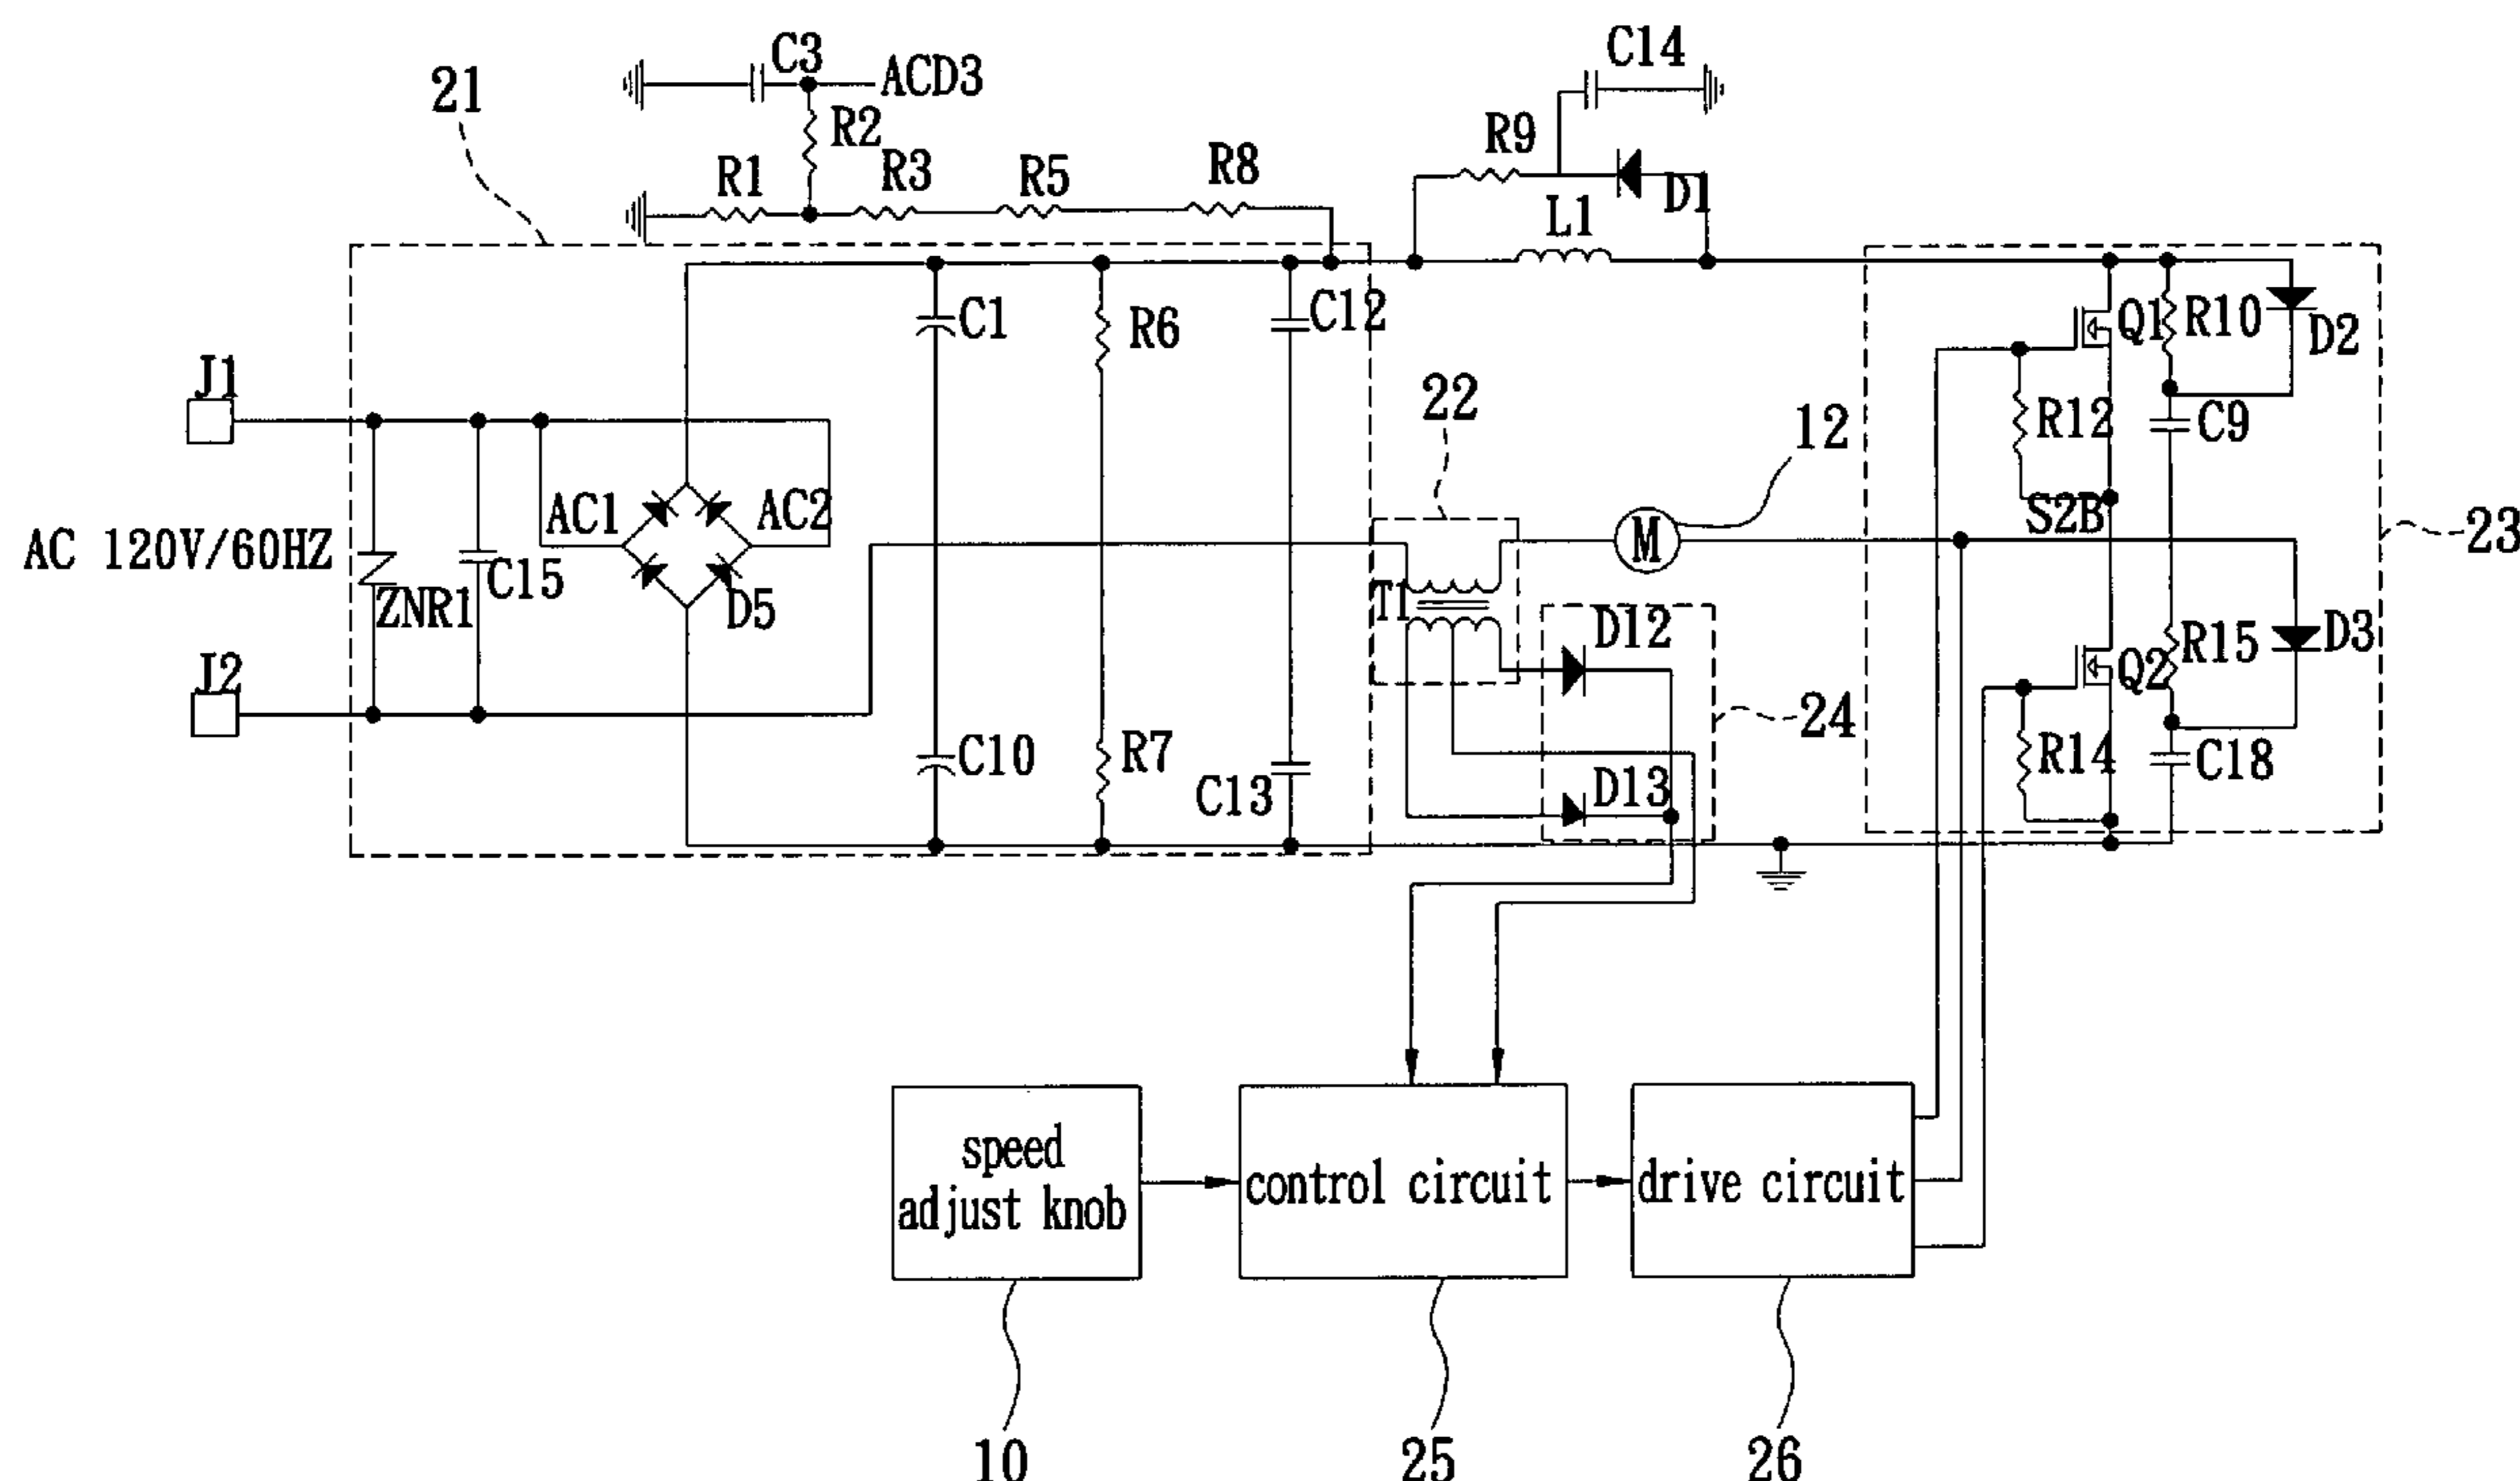 C3
ACD3
C14
21
R2
R9
R1
R3
R5
R8
D1
L1
C1
R6
C12
Q1
R10
D2
J1
22
12
R12
C9
AC1
AC2
S2B
23
AC 120V/60HZ
M
ZNR1
C15
D5
T1
D12
Q2
R15
D3
J2
24
C10
R7
C13
D13
R14
C18
speed
adjust knob
control circuit
drive circuit
10
25
26